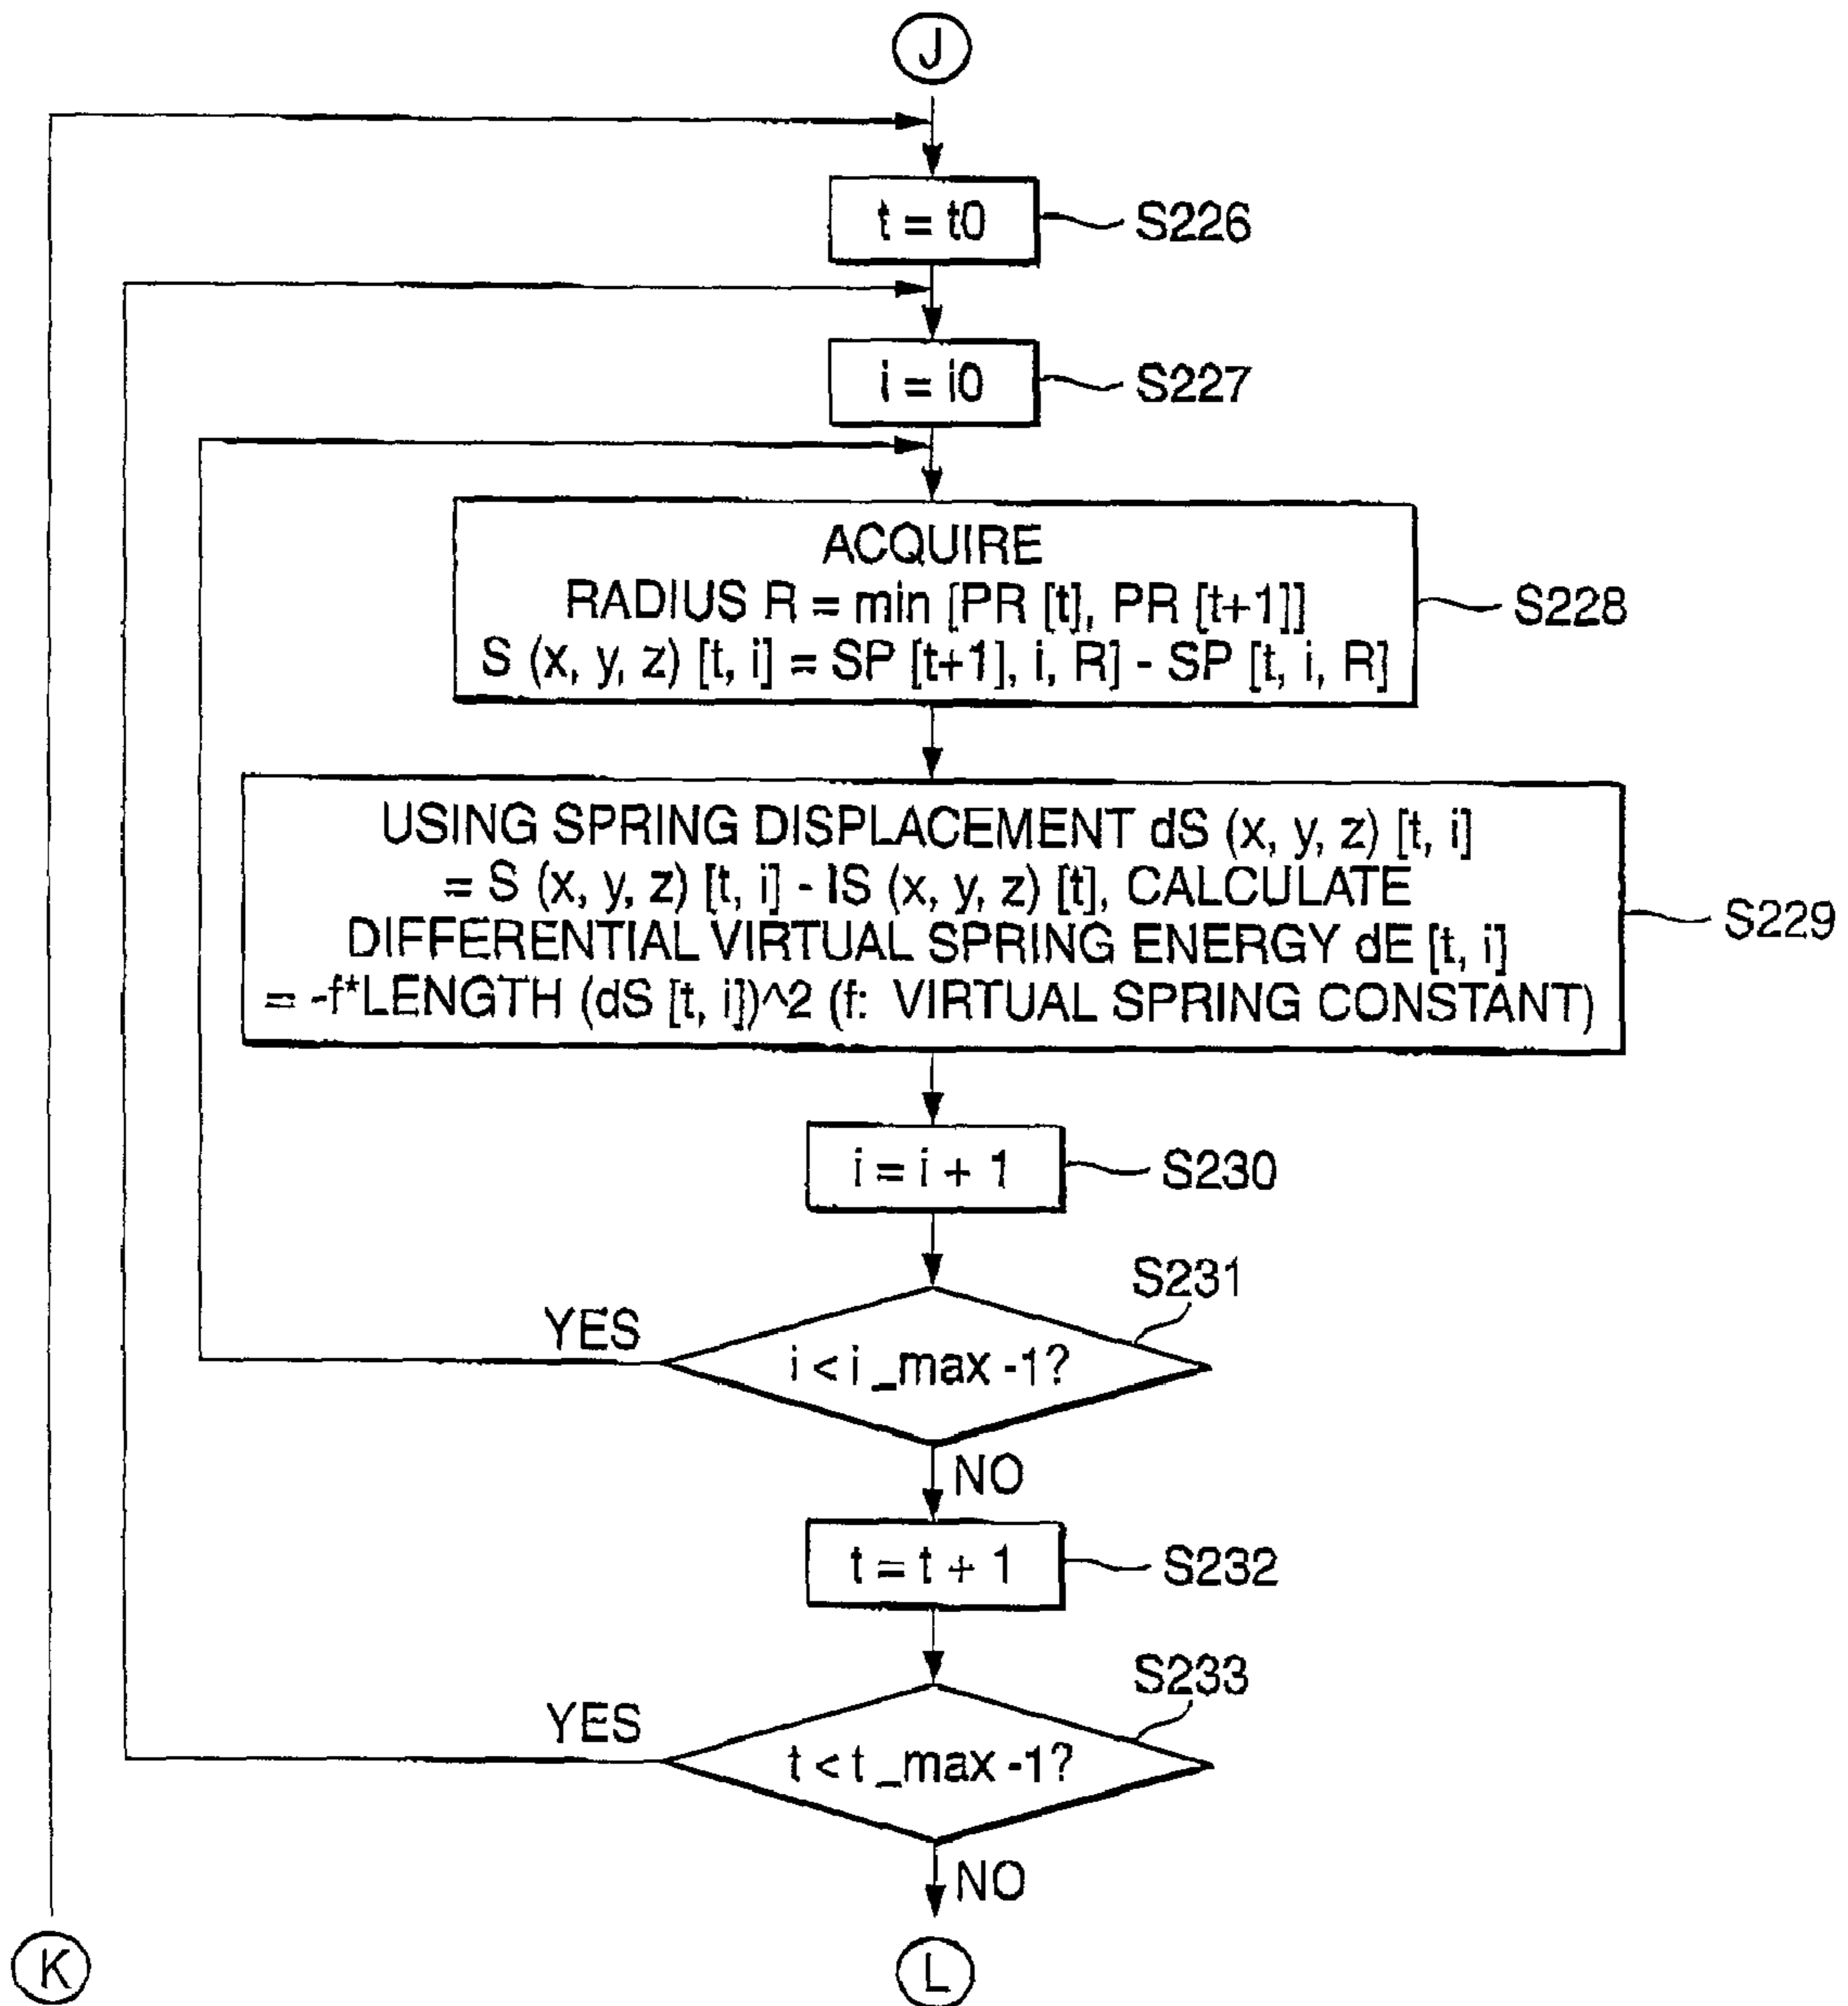 J
t = t0
S226
i = i0
S227
ACQUIRE
RADIUS R = min [PR [t], PR [t+1]]
S (x, y, z) [t, i] = SP [t+1], i, R] - SP [t, i, R]
S228
USING SPRING DISPLACEMENT dS (x, y, z) [t, i]
= S (x, y, z) [t, i] - IS (x, y, z) [t], CALCULATE
DIFFERENTIAL VIRTUAL SPRING ENERGY dE [t, i]
= -f*LENGTH (dS [t, i])^2 (f: VIRTUAL SPRING CONSTANT)
S229
i = i + 1
S230
S231
YES
i < i_max -1?
NO
t = t + 1
S232
S233
YES
t < t_max -1?
NO
K
L